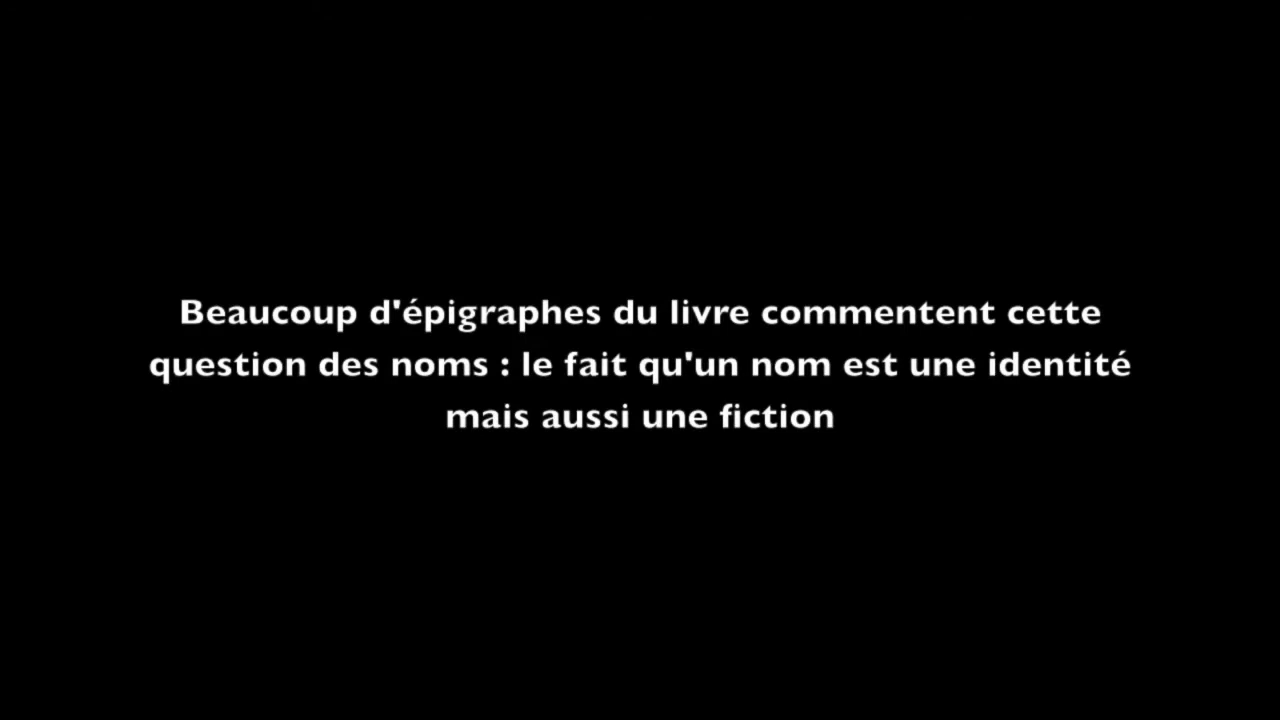 Beaucoup d'épigraphes du livre commentent cette
question des noms : le fait qu'un nom est une identité
mais aussi une fiction